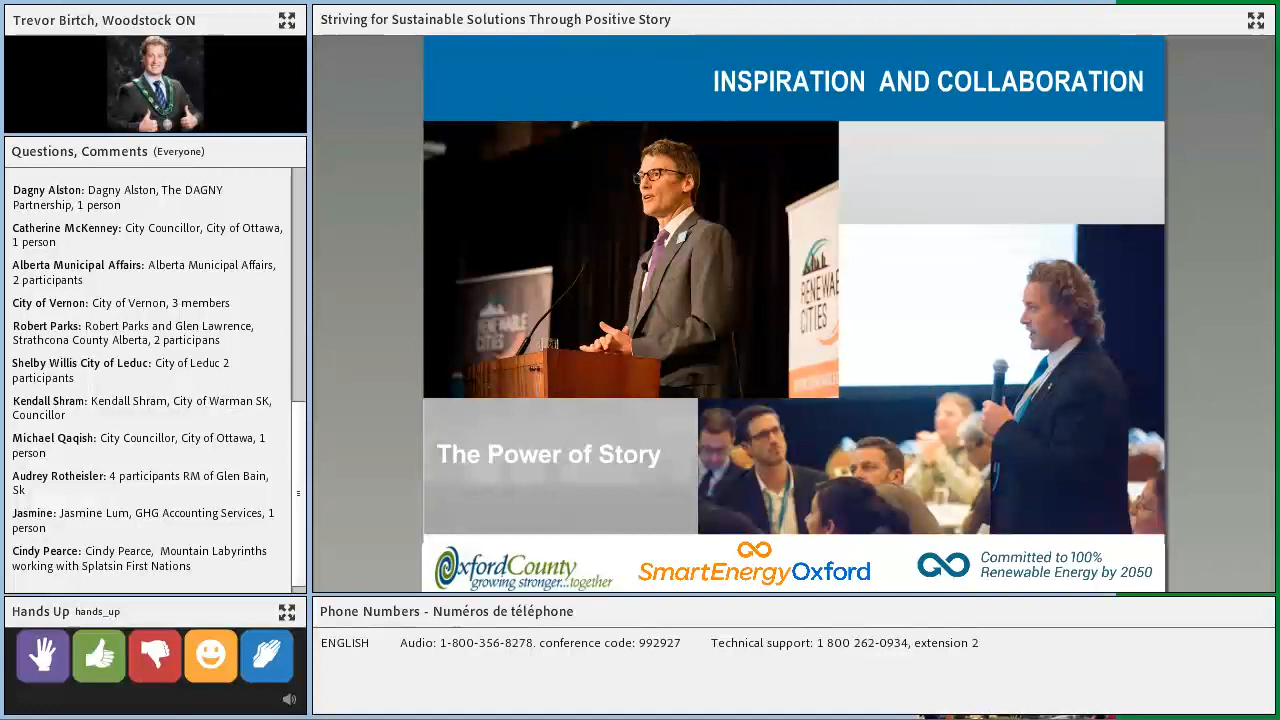 Trevor Birtch, Woodstock ON
Questions, Comments (Everyone)
Dagny Alston: Dagny Alston, The DAGNY
Partnership, 1 person
Catherine McKenney: City Councillor, City of Ottawa,
1 person
Alberta Municipal Affairs: Alberta Municipal Affairs,
2 participants
City of Vernon: City of Vernon, 3 members
Robert Parks: Robert Parks and Glen Lawrence,
Strathcona County Alberta, 2 participans
Shelby Willis City of Leduc: City of Leduc 2
participants
Kendall Shram: Kendall Shram, City of Warman SK,
Councillor
Michael Qaqish: City Councillor, City of Ottawa, 1
person
Audrey Rotheisler: 4 participants RM of Glen Bain,
Sk
Jasmine: Jasmine Lum, GHG Accounting Services, 1
person
Cindy Pearce: Cindy Pearce, Mountain Labyrinths
working with Splatsin First Nations
Hands Up hands_up
Striving for Sustainable Solutions Through Positive Story
INSPIRATION AND COLLABORATION
RENEWABLE
CITIES
RENEWA
CITIES
The Power of Story
OxfordCounty
growing stronger...together
SmartEnergyOxford
Committed to 100%
Renewable Energy by 2050
Phone Numbers - Numéros de téléphone
ENGLISH Audio: 1-800-356-8278. conference code: 992927 Technical support: 1 800 262-0934, extension 2